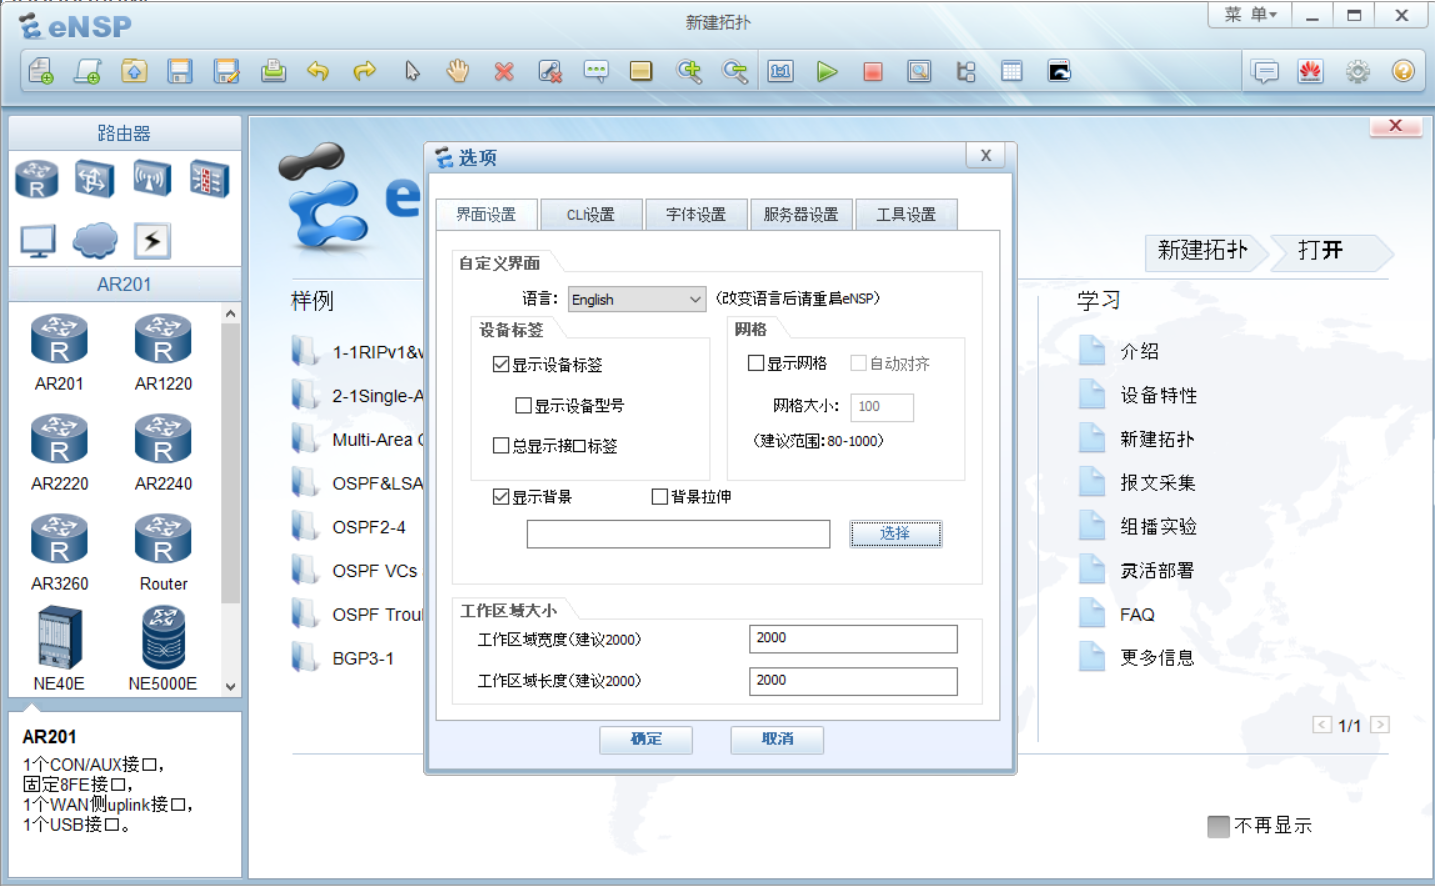 eNSP
新建拓扑
菜 单
路由器
AR201
AR201
AR1220
AR2220
AR2240
AR3260
Router
NE40E
NE5000E
AR201
1个CON/AUX接口，
固定8FE接口，
1个WAN侧uplink接口，
1个USB接口。
e
新建拓扑
打开
样例
1-1RIPv1&v
2-1Single-A
Multi-Area
OSPF&LSA
OSPF2-4
OSPF VCs
OSPF Trou
BGP3-1
选项
X
界面设置
CLI设置
字体设置
服务器设置
工具设置
自定义界面
语言: English (改变语言后请重启eNSP)
设备标签
显示设备标签
显示设备型号
总显示接口标签
网格
显示网格 自动对齐
网格大小: 100
(建议范围:80-1000)
显示背景 背景拉伸
选择
工作区域大小
工作区域宽度(建议2000) 2000
工作区域长度(建议2000) 2000
确定
取消
学习
介绍
设备特性
新建拓扑
报文采集
组播实验
灵活部署
FAQ
更多信息
1/1
不再显示